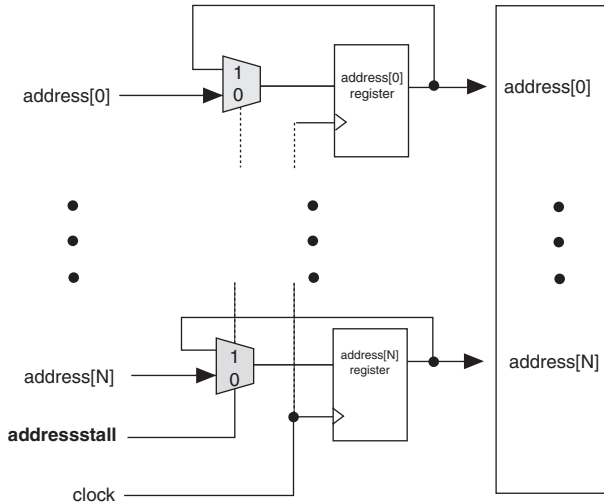 1
0
address[0]
address[0]
register
address[0]
1
0
address[N]
address[N]
register
address[N]
addressstall
clock